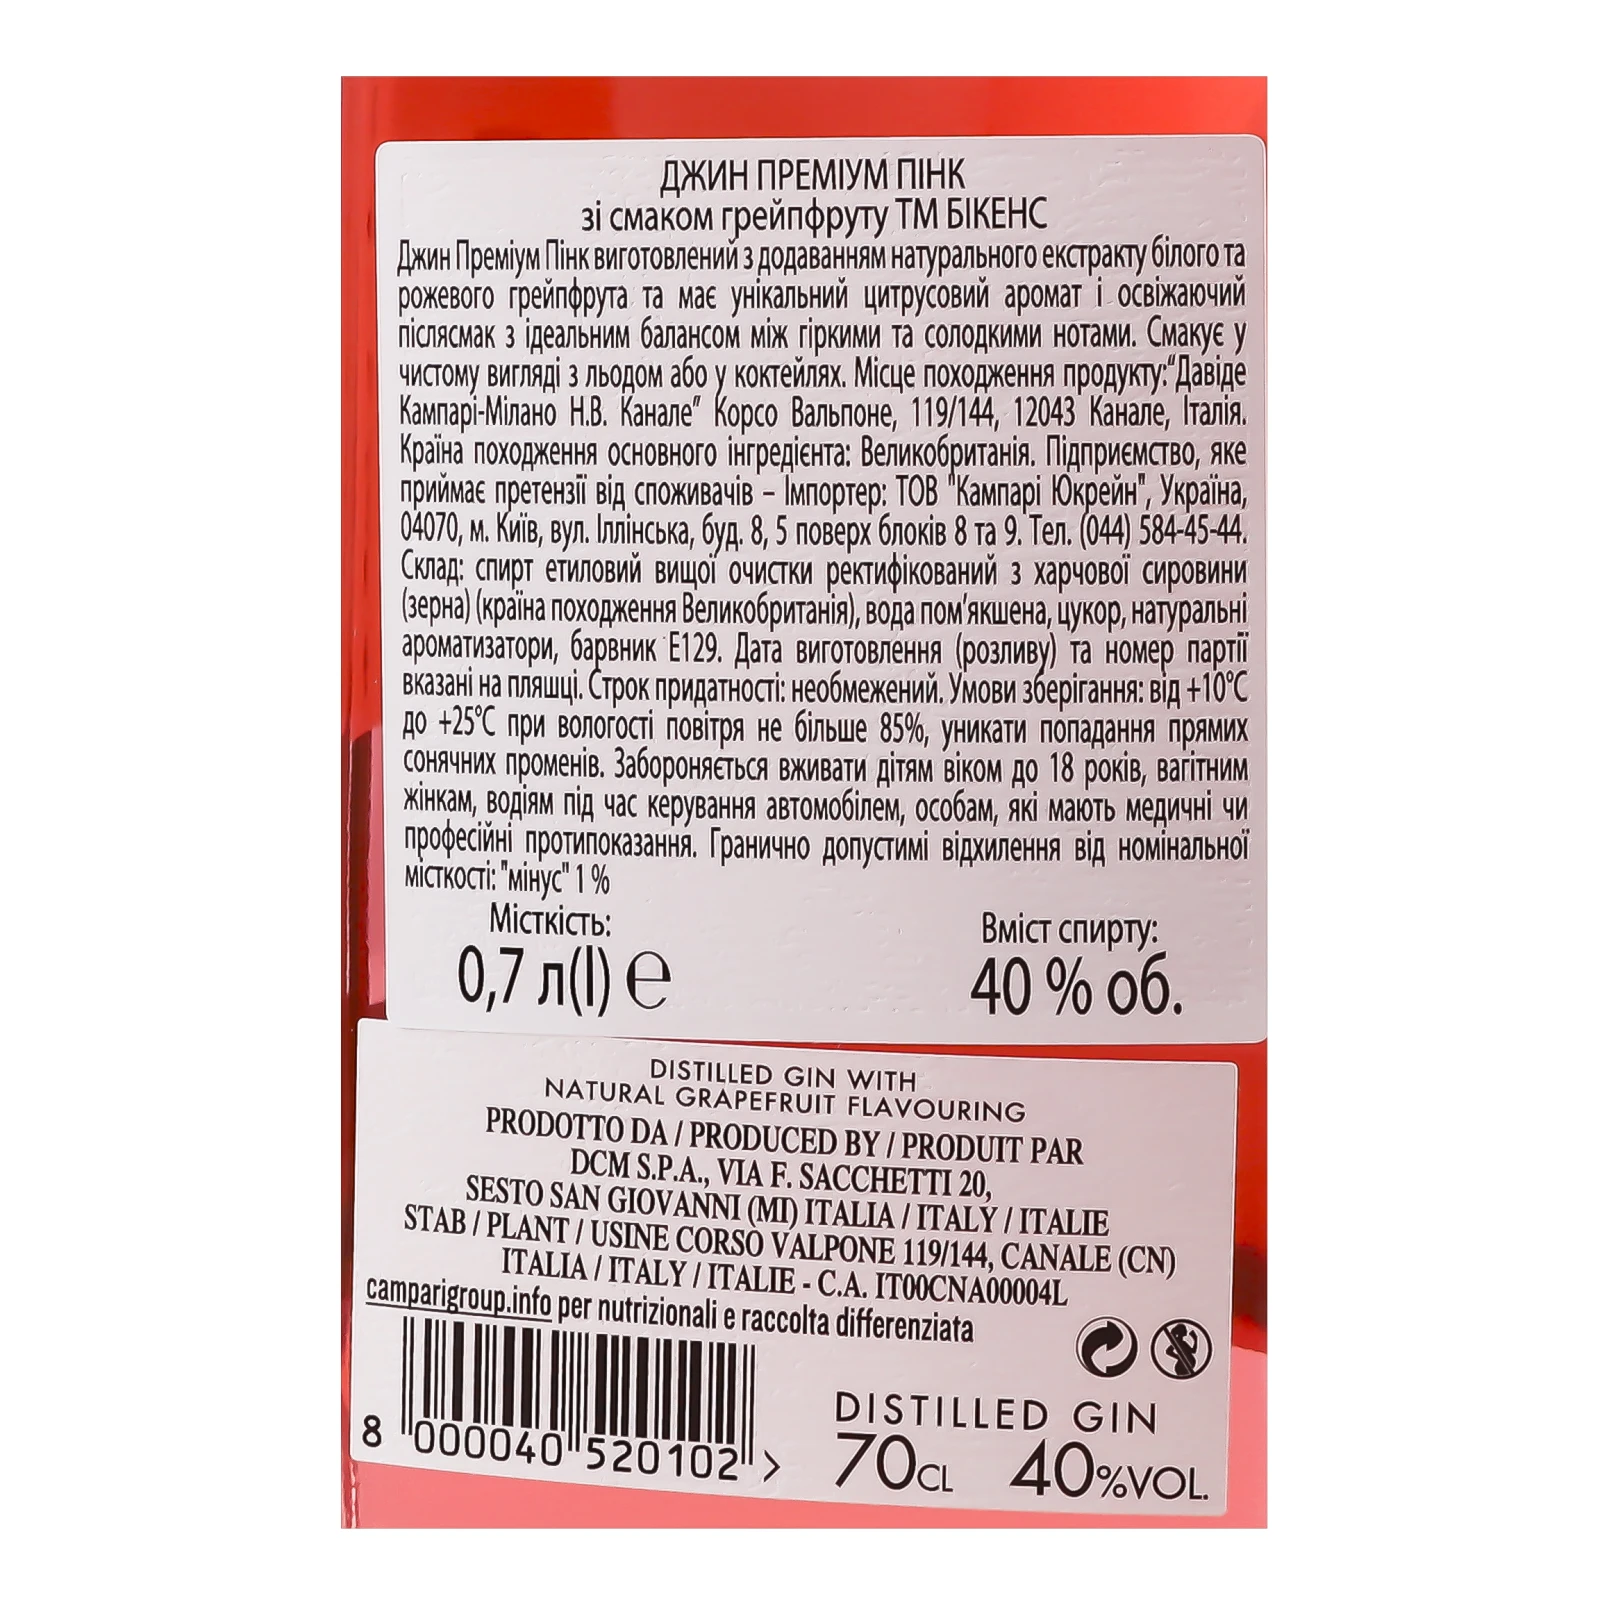 ДЖИН ПРЕМІУМ ПІНК
зі смаком грейпфруту ТМ БІКЕНС
Джин Преміум Пінк виготовлений з додаванням натурального екстракту білого та
рожевого грейпфрута та має унікальний цитрусовий аромат і освіжаючий
післясмак з ідеальним балансом між гіркими та солодкими нотами. Смакує у
чистому вигляді з льодом або у коктейлях. Місце походження продукту:“Давіде
Кампарі-Мілано Н.В. Канале” Корсо Вальпоне, 119/144, 12043 Канале, Італія.
Країна походження основного інгредієнта: Великобританія. Підприємство, яке
приймає претензії від споживачів – Імпортер: ТОВ "Кампарі Юкрейн", Україна,
04070, м. Київ, вул. Іллінська, буд. 8, 5 поверх блоків 8 та 9. Тел. (044) 584-45-44.
Склад: спирт етиловий вищої очистки ректифікований з харчової сировини
(зерна) (країна походження Великобританія), вода пом’якшена, цукор, натуральні
ароматизатори, барвник Е129. Дата виготовлення (розливу) та номер партії
вказані на пляшці. Строк придатності: необмежений. Умови зберігання: від +10°С
до +25°С при вологості повітря не більше 85%, уникати попадання прямих
сонячних променів. Забороняється вживати дітям віком до 18 років, вагітним
жінкам, водіям під час керування автомобілем, особам, які мають медичні чи
професійні протипоказання. Гранично допустимі відхилення від номінальної
місткості: "мінус" 1 %
Місткість:
0,7 л(l) ℮
Вміст спирту:
40 % об.
DISTILLED GIN WITH
NATURAL GRAPEFRUIT FLAVOURING
PRODOTTO DA / PRODUCED BY / PRODUIT PAR
DCM S.P.A., VIA F. SACCHETTI 20,
SESTO SAN GIOVANNI (MI) ITALIA / ITALY / ITALIE
STAB / PLANT / USINE CORSO VALPONE 119/144, CANALE (CN)
ITALIA / ITALY / ITALIE - C.A. IT00CNA00004L
camparigroup.info per nutrizionali e raccolta differenziata
8 000040 520102 >
DISTILLED GIN
70CL 40%VOL.